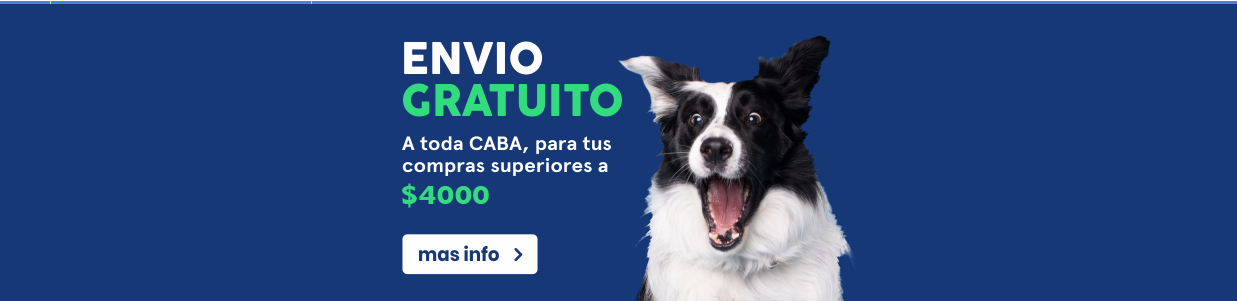 ENVIO
GRATUITO
A toda CABA, para tus
compras superiores a
$4000
mas info